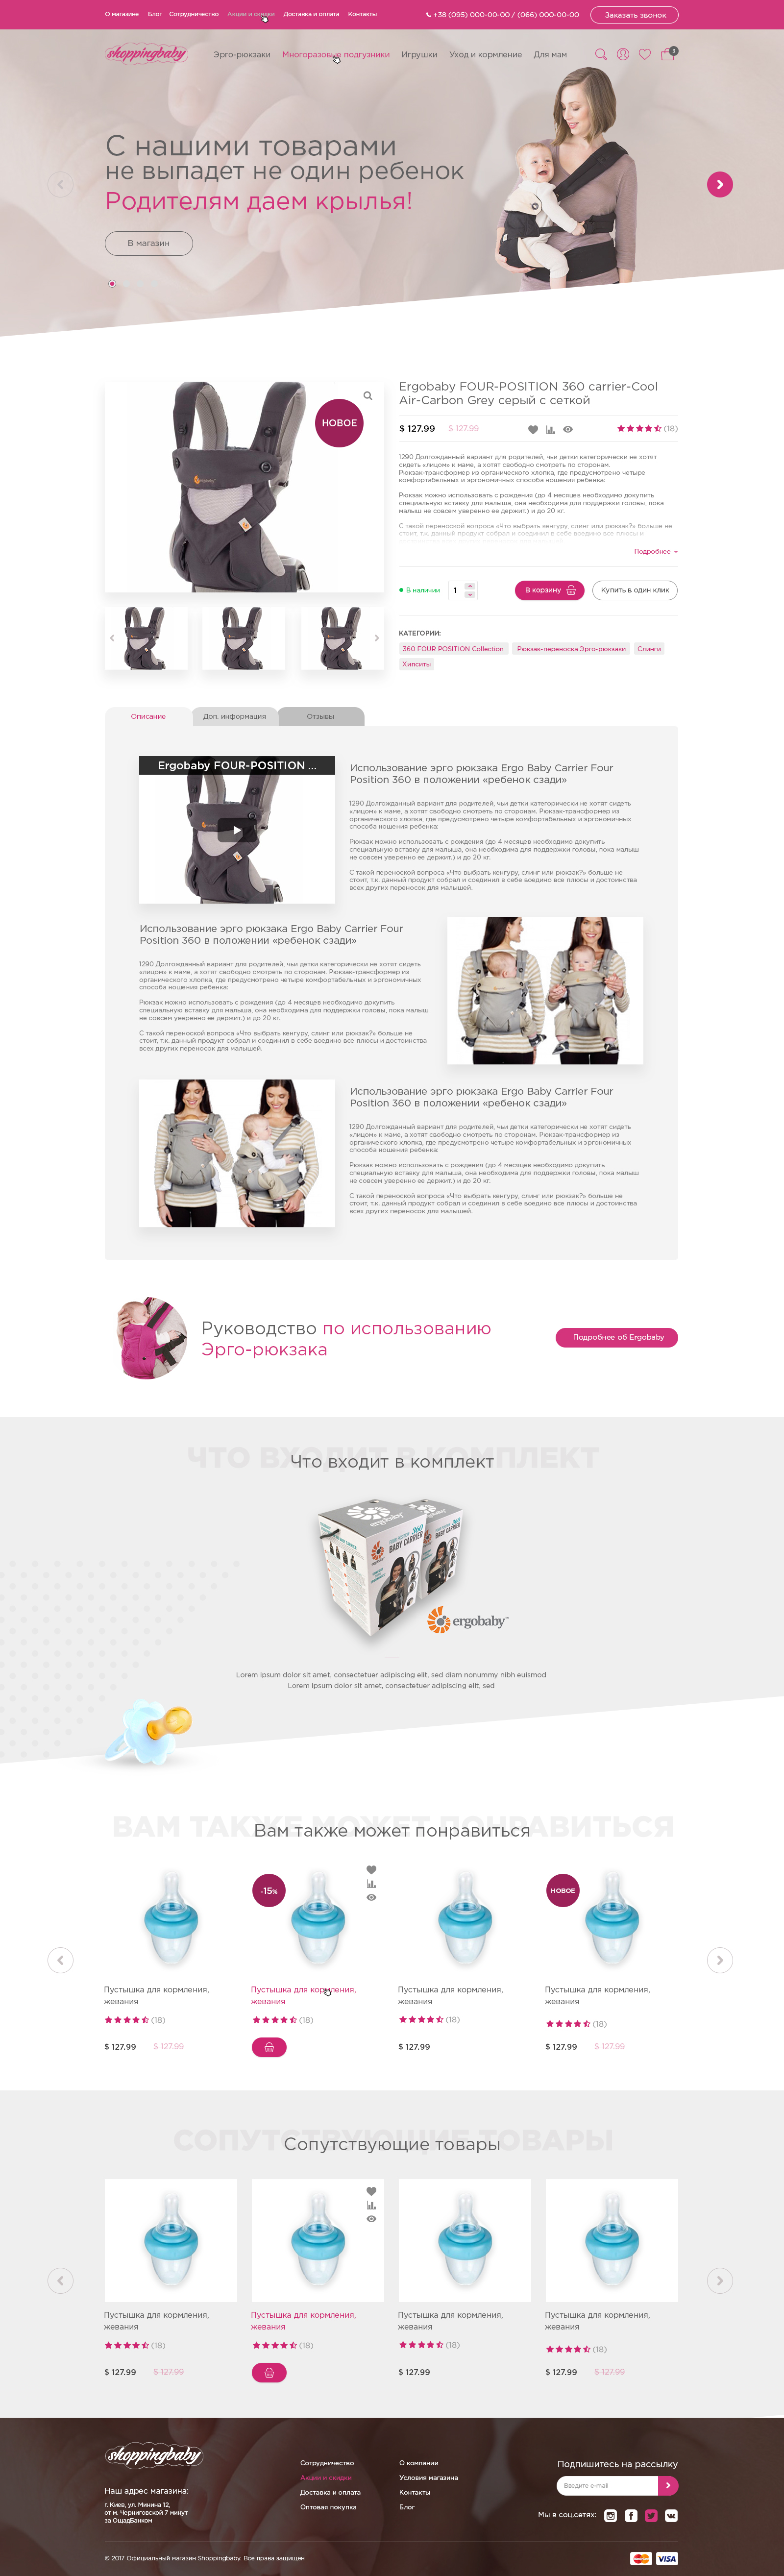 О магазине Блог Сотрудничество Акции и скидки Доставка и оплата Контакты +38 (095) 000-00-00 / (066) 000-00-00 Заказать звонок
shoppingbaby Эрго-рюкзаки Многоразовые подгузники Игрушки Уход и кормление Для мам 3
С нашими товарами
не выпадет не один ребенок
Родителям даем крылья!
В магазин
НОВОЕ
Ergobaby FOUR-POSITION 360 carrier-Cool
Air-Carbon Grey серый с сеткой
$ 127.99 $ 127.99 (18)
1290 Долгожданный вариант для родителей, чьи детки категорически не хотят
сидеть «лицом» к маме, а хотят свободно смотреть по сторонам.
Рюкзак-трансформер из органического хлопка, где предусмотрено четыре
комфортабельных и эргономичных способа ношения ребенка:
Рюкзак можно использовать с рождения (до 4 месяцев необходимо докупить
специальную вставку для малыша, она необходима для поддержки головы, пока
малыш не совсем уверенно ее держит.) и до 20 кг.
С такой переноской вопроса «Что выбрать кенгуру, слинг или рюкзак?» больше не
стоит, т.к. данный продукт собрал и соединил в себе воедино все плюсы и
Подробнее
В наличии 1 В корзину Купить в один клик
КАТЕГОРИИ:
360 FOUR POSITION Collection Рюкзак-переноска Эрго-рюкзаки Слинги
Хипситы
Описание Доп. информация Отзывы
Ergobaby FOUR-POSITION ...
Использование эрго рюкзака Ergo Baby Carrier Four
Position 360 в положении «ребенок сзади»
1290 Долгожданный вариант для родителей, чьи детки категорически не хотят сидеть
«лицом» к маме, а хотят свободно смотреть по сторонам. Рюкзак-трансформер из
органического хлопка, где предусмотрено четыре комфортабельных и эргономичных
способа ношения ребенка:
Рюкзак можно использовать с рождения (до 4 месяцев необходимо докупить
специальную вставку для малыша, она необходима для поддержки головы, пока малыш
не совсем уверенно ее держит.) и до 20 кг.
С такой переноской вопроса «Что выбрать кенгуру, слинг или рюкзак?» больше не
стоит, т.к. данный продукт собрал и соединил в себе воедино все плюсы и достоинства
всех других переносок для малышей.
Использование эрго рюкзака Ergo Baby Carrier Four
Position 360 в положении «ребенок сзади»
1290 Долгожданный вариант для родителей, чьи детки категорически не хотят сидеть
«лицом» к маме, а хотят свободно смотреть по сторонам. Рюкзак-трансформер из
органического хлопка, где предусмотрено четыре комфортабельных и эргономичных
способа ношения ребенка:
Рюкзак можно использовать с рождения (до 4 месяцев необходимо докупить
специальную вставку для малыша, она необходима для поддержки головы, пока малыш
не совсем уверенно ее держит.) и до 20 кг.
С такой переноской вопроса «Что выбрать кенгуру, слинг или рюкзак?» больше не
стоит, т.к. данный продукт собрал и соединил в себе воедино все плюсы и достоинства
всех других переносок для малышей.
Использование эрго рюкзака Ergo Baby Carrier Four
Position 360 в положении «ребенок сзади»
1290 Долгожданный вариант для родителей, чьи детки категорически не хотят сидеть
«лицом» к маме, а хотят свободно смотреть по сторонам. Рюкзак-трансформер из
органического хлопка, где предусмотрено четыре комфортабельных и эргономичных
способа ношения ребенка:
Рюкзак можно использовать с рождения (до 4 месяцев необходимо докупить
специальную вставку для малыша, она необходима для поддержки головы, пока малыш
не совсем уверенно ее держит.) и до 20 кг.
С такой переноской вопроса «Что выбрать кенгуру, слинг или рюкзак?» больше не
стоит, т.к. данный продукт собрал и соединил в себе воедино все плюсы и достоинства
всех других переносок для малышей.
Руководство по использованию
Эрго-рюкзака
Подробнее об Ergobaby
ЧТО ВХОДИТ В КОМПЛЕКТ
Что входит в комплект
ergobaby
360
BABY CARRIER
360
BABY CARRIER
ergobaby™
Lorem ipsum dolor sit amet, consectetuer adipiscing elit, sed diam nonummy nibh euismod
Lorem ipsum dolor sit amet, consectetuer adipiscing elit, sed
ВАМ ТАКЖЕ МОЖЕТ ПОНРАВИТЬСЯ
Вам также может понравиться
-15% НОВОЕ
Пустышка для кормления, Пустышка для кормления, Пустышка для кормления, Пустышка для кормления,
жевания жевания жевания жевания
(18) (18) (18) (18)
$ 127.99 $ 127.99 $ 127.99 $ 127.99 $ 127.99
СОПУТСТВУЮЩИЕ ТОВАРЫ
Сопутствующие товары
Пустышка для кормления, Пустышка для кормления, Пустышка для кормления, Пустышка для кормления,
жевания жевания жевания жевания
(18) (18) (18) (18)
$ 127.99 $ 127.99 $ 127.99 $ 127.99 $ 127.99
shoppingbaby
Наш адрес магазина:
г. Киев, ул. Минина 12,
от м. Черниговской 7 минут
за ОщадБанком
Сотрудничество
Акции и скидки
Доставка и оплата
Оптовая покупка
О компании
Условия магазина
Контакты
Блог
Подпишитесь на рассылку
Введите e-mail
Мы в соц.сетях:
© 2017 Официальный магазин Shoppingbaby. Все права защищен
MasterCard VISA